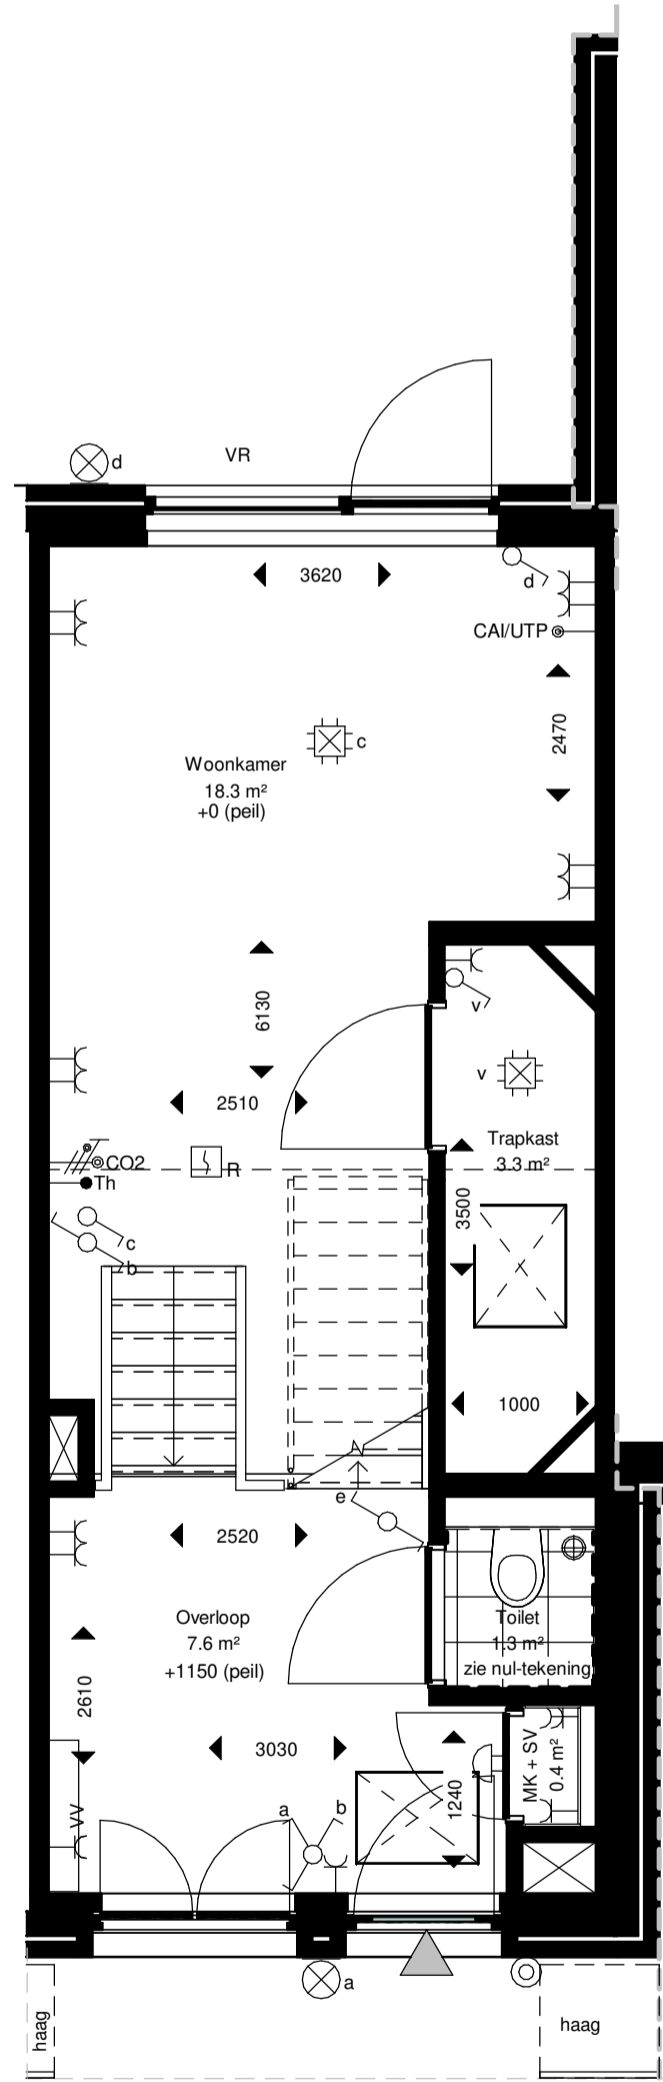 d
VR
3620
d
CAI/UTP
2470
c
Woonkamer
18.3 m²
+0 (peil)
6130
v
v
2510
Trapkast
3.3 m²
CO2
R
Th
3500
c
b
1000
e
2520
Overloop
7.6 m²
+1150 (peil)
Toilet
1.3 m²
zie nul-tekening
2610
3030
MK + SV
0.4 m²
1240
VV
a
b
a
haag
haag